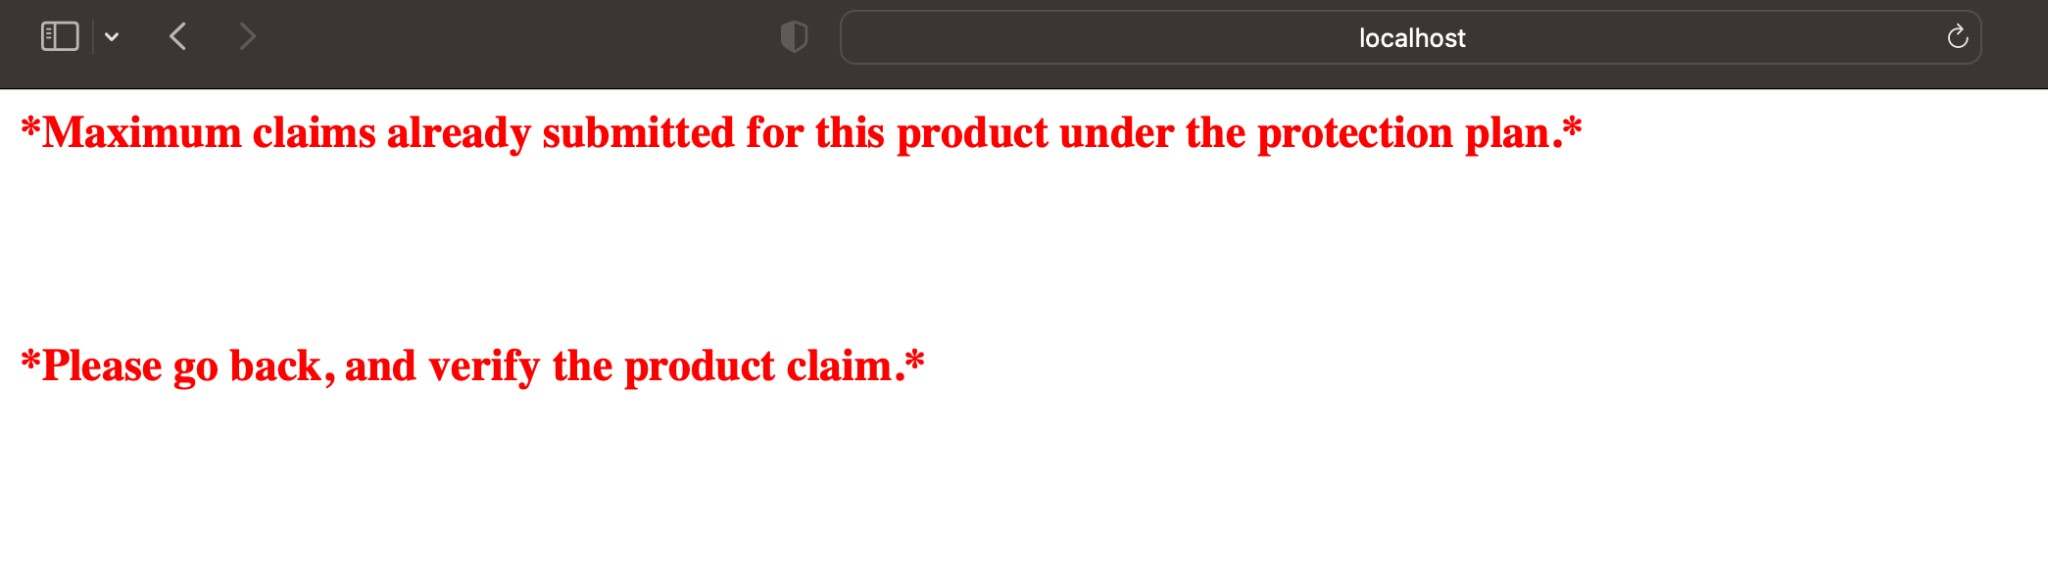 localhost
*Maximum claims already submitted for this product under the protection plan.*
*Please go back, and verify the product claim.*